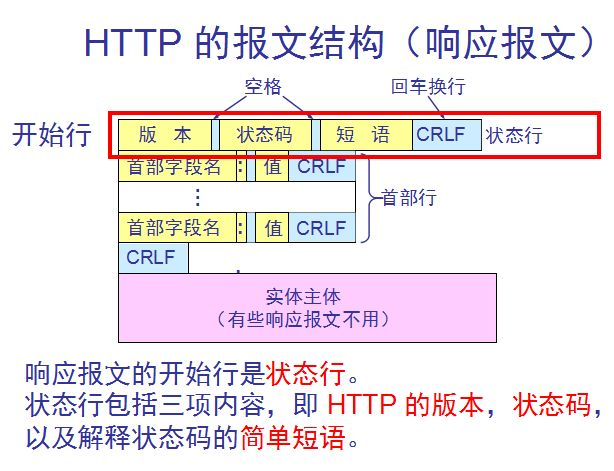 HTTP 的报文结构（响应报文）
空格 回车换行
开始行 版 本 状态码 短 语 CRLF 状态行
首部字段名 : 值 CRLF
⋮ 首部行
首部字段名 : 值 CRLF
CRLF
实体主体
（有些响应报文不用）
响应报文的开始行是状态行。
状态行包括三项内容，即 HTTP 的版本，状态码，
以及解释状态码的简单短语。